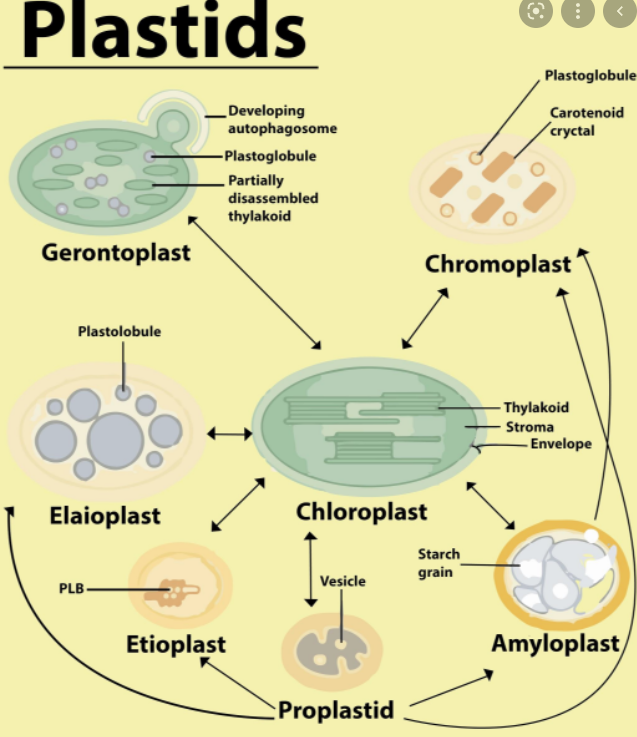 Plastids
Developing
autophagosome
Plastoglobule
Partially
disassembled
thylakoid
Gerontoplast
Plastoglobule
Carotenoid
cryctal
Chromoplast
Plastolobule
Elaioplast
Thylakoid
Stroma
Envelope
Chloroplast
PLB
Etioplast
Vesicle
Proplastid
Starch
grain
Amyloplast